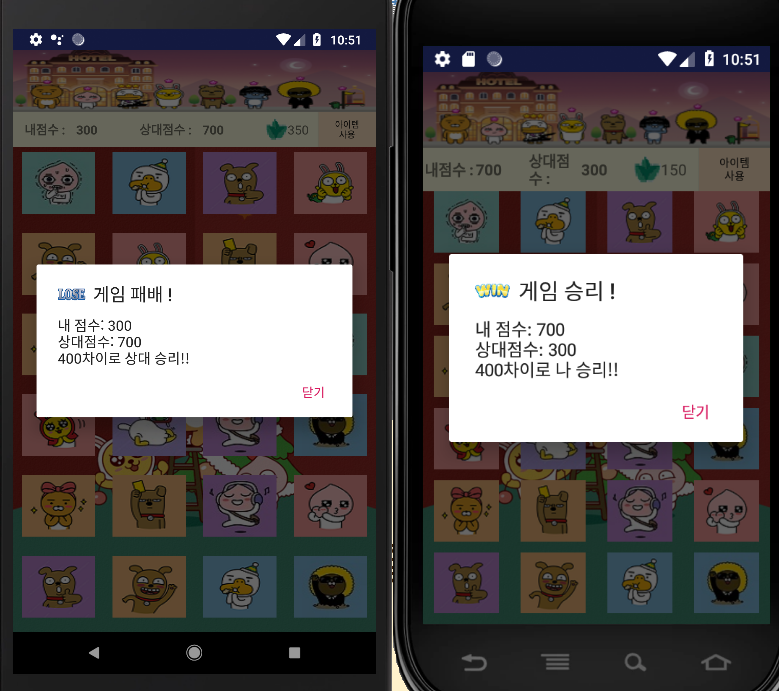 10:51
HOTEL
내점수 : 300 상대점수 : 700 350 아이템
사용
LOSE 게임 패배 !
내 점수: 300
상대점수: 700
400차이로 상대 승리!!
닫기
10:51
HOTEL
내점수 : 700 상대점
수 : 300 150 아이템
사용
WIN 게임 승리 !
내 점수: 700
상대점수: 300
400차이로 나 승리!!
닫기